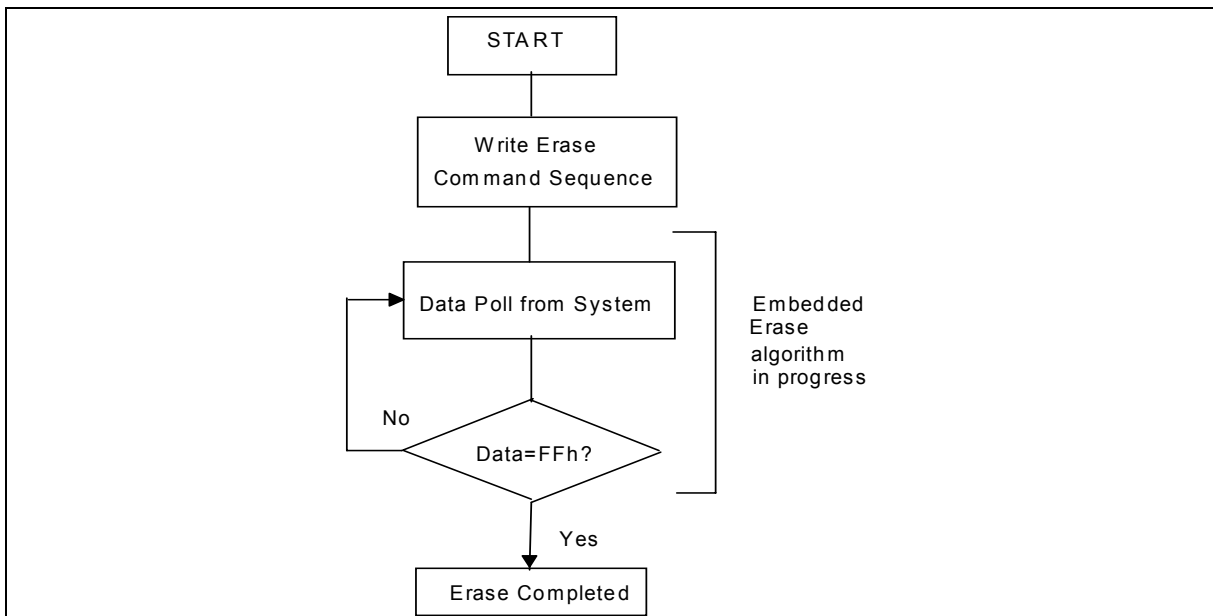 START
Write Erase
Command Sequence
Data Poll from System
Embedded
Erase
algorithm
in progress
No
Data=FFh?
Yes
Erase Completed